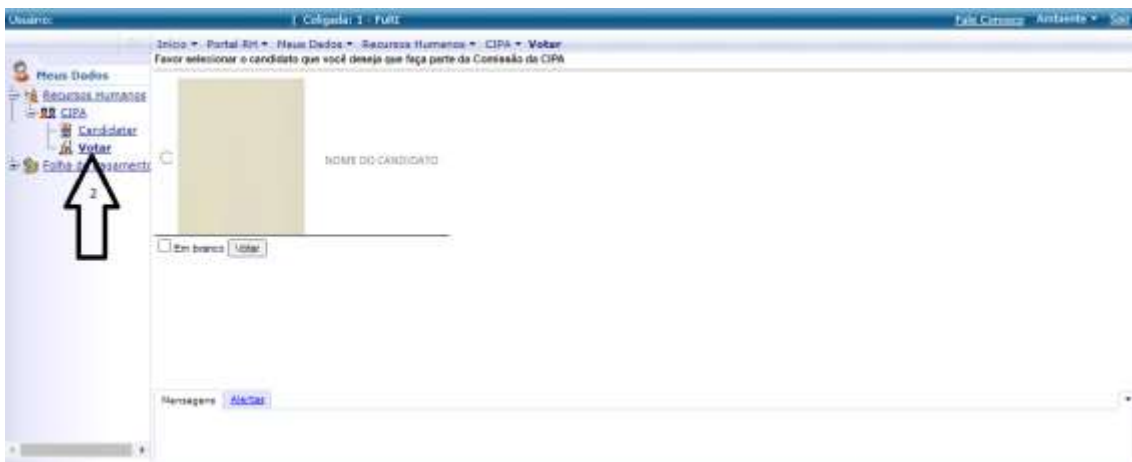 Usuário: | Coligada: 1 - FURI Fale Conosco Ambiente Sair
Início Portal RH Meus Dados Recursos Humanos CIPA Votar
Favor selecionar o candidato que você deseja que faça parte da Comissão da CIPA
Meus Dados
Recursos Humanos
CIPA
Candidatar
Votar
Folha de Pagamento
2
NOME DO CANDIDATO
Em branco Votar
Mensagens Alertas